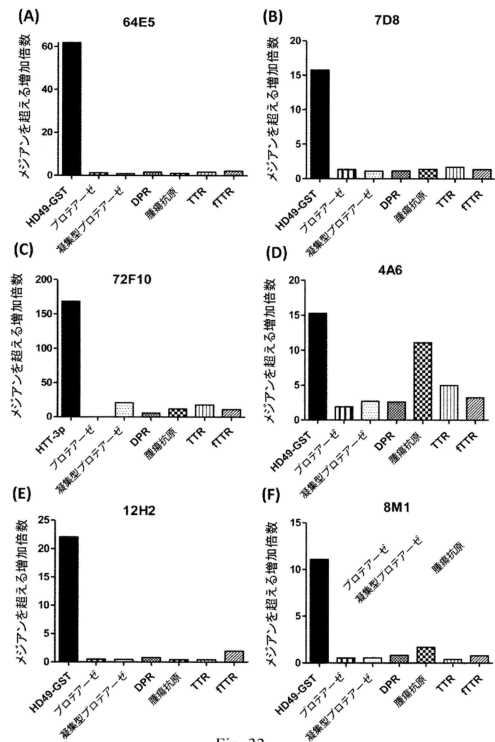 (A)
64E5
メジアンを超える増加倍数
60
40
20
0
HD49-GST
プロテアーゼ
凝集型プロテアーゼ
DPR
腫瘍抗原
TTR
fTTR
(B)
7D8
メジアンを超える増加倍数
20
15
10
5
0
HD49-GST
プロテアーゼ
凝集型プロテアーゼ
DPR
腫瘍抗原
TTR
fTTR
(C)
72F10
メジアンを超える増加倍数
200
150
100
50
0
HTT-3p
プロテアーゼ
凝集型プロテアーゼ
DPR
腫瘍抗原
TTR
fTTR
(D)
4A6
メジアンを超える増加倍数
20
15
10
5
0
HD49-GST
プロテアーゼ
凝集型プロテアーゼ
DPR
腫瘍抗原
TTR
fTTR
(E)
12H2
メジアンを超える増加倍数
25
20
15
10
5
0
HD49-GST
プロテアーゼ
凝集型プロテアーゼ
DPR
腫瘍抗原
TTR
fTTR
(F)
8M1
メジアンを超える増加倍数
15
10
5
0
プロテアーゼ
凝集型プロテアーゼ
腫瘍抗原
HD49-GST
プロテアーゼ
凝集型プロテアーゼ
DPR
腫瘍抗原
TTR
fTTR